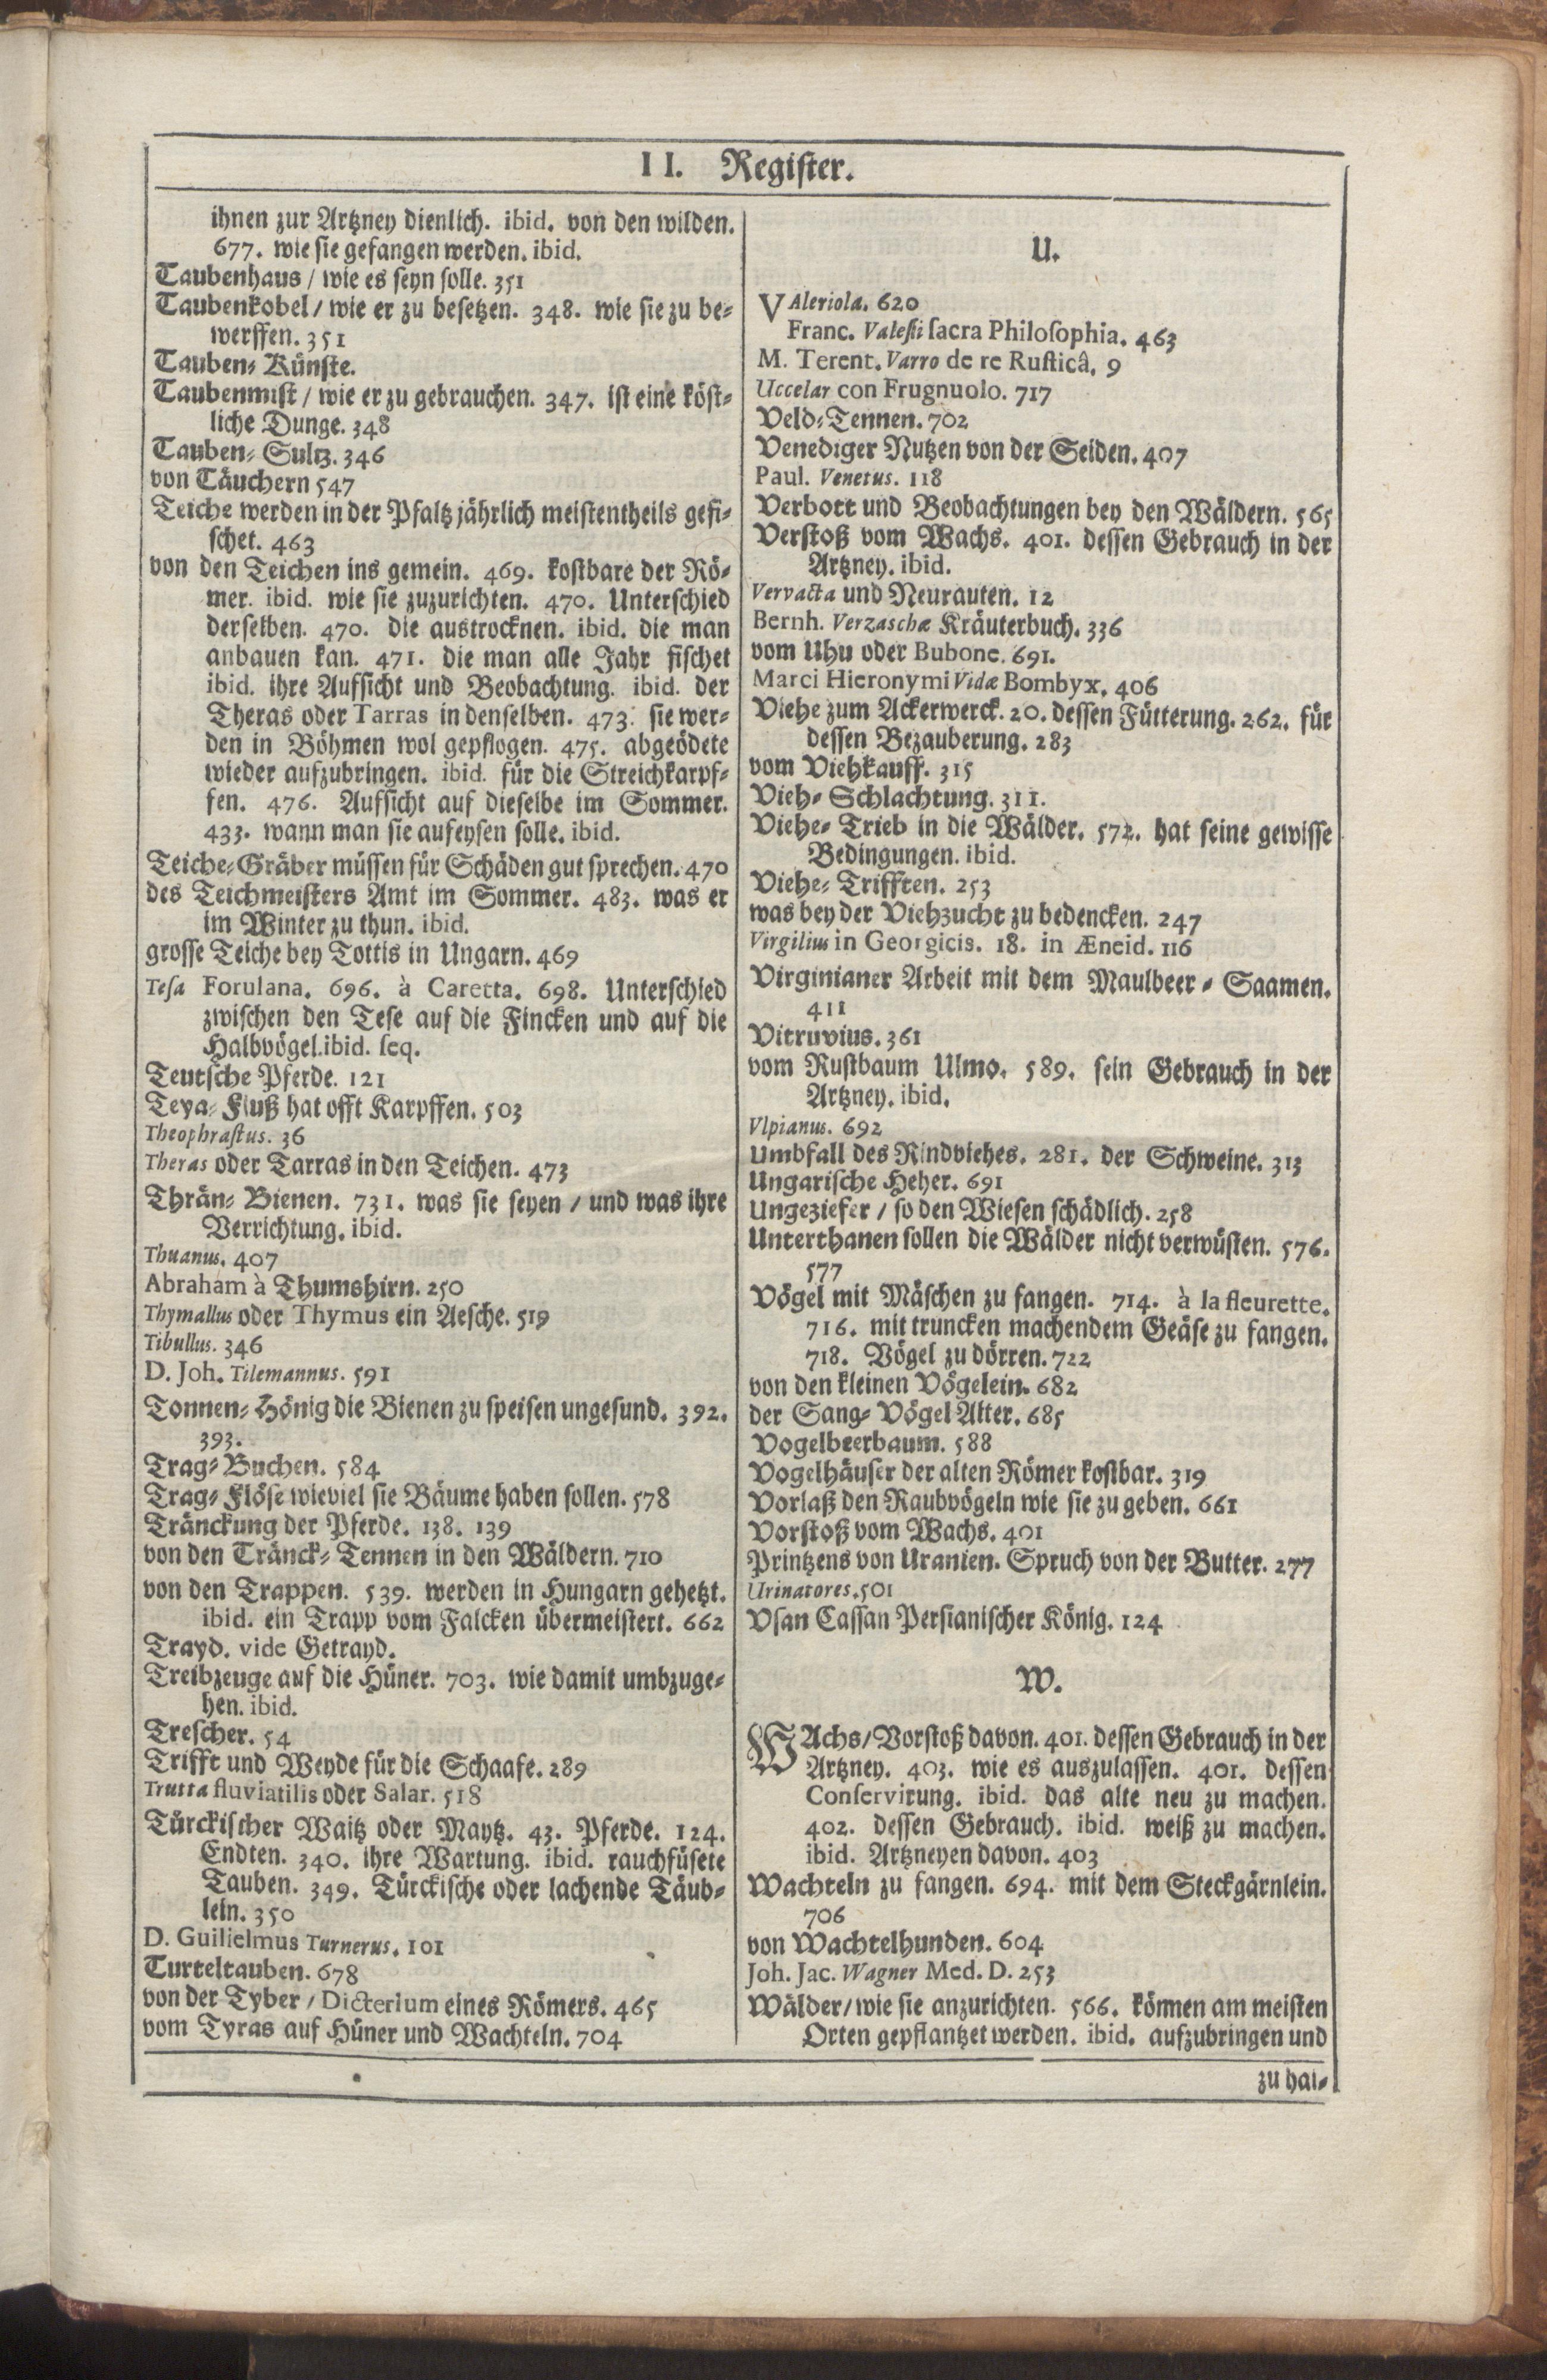 II. Register.
ihnen zur Artzney dienlich. ibid. von den wilden.
677. wie sie gefangen werden. ibid.
Taubenhaus / wie es seyn solle. 351
Taubenkobel / wie er zu besetzen. 348. wie sie zu be-
werffen. 351
Tauben-Künste.
Taubenmist / wie er zu gebrauchen. 347. ist eine köst-
liche Dunge. 348
Tauben-Sultz. 346
von Täuchern 547
Teiche werden in der Pfaltz jährlich meistentheils gefi-
schet. 463
von den Teichen ins gemein. 469. kostbare der Rö-
mer. ibid. wie sie zuzurichten. 470. Unterschied
derselben. 470. die austrocknen. ibid. die man
anbauen kan. 471. die man alle Jahr fischet
ibid. ihre Aufsicht und Beobachtung. ibid. der
Theras oder Tarras in denselben. 473. sie wer-
den in Böhmen wol gepflogen. 475. abgeödete
wieder aufzubringen. ibid. für die Streichkarpf-
fen. 476. Aufsicht auf dieselbe im Sommer.
433. wann man sie aufeysen solle. ibid.
Teiche-Gräber müssen für Schäden gut sprechen. 470
des Teichmeisters Amt im Sommer. 483. was er
im Winter zu thun. ibid.
grosse Teiche bey Tottis in Ungarn. 469
Tesa Forulana. 696. à Caretta. 698. Unterschied
zwischen den Tese auf die Fincken und auf die
Halbvögel. ibid. seq.
Teutsche Pferde. 121
Teya-Fluß hat offt Karpffen. 503
Theophrastus. 36
Theras oder Tarras in den Teichen. 473
Thrän-Bienen. 731. was sie seyen / und was ihre
Verrichtung. ibid.
Thuanus. 407
Abraham à Thumshirn. 250
Thymallus oder Thymus ein Aesche. 519
Tibullus. 346
D. Joh. Tilemannus. 591
Tonnen-Hönig die Bienen zu speisen ungesund. 392.
393.
Trag-Buchen. 584
Trag-Flöse wieviel sie Bäume haben sollen. 578
Tränckung der Pferde. 138. 139
von den Tränck-Tennen in den Wäldern. 710
von den Trappen. 539. werden in Hungarn gehetzt.
ibid. ein Trapp vom Falcken übermeistert. 662
Trayd. vide Getrayd.
Treibzeuge auf die Hüner. 703. wie damit umbzuge-
hen. ibid.
Trescher. 54
Trifft und Weyde für die Schaafe. 289
Trutta fluviatilis oder Salar. 518
Türckischer Waitz oder Maytz. 43. Pferde. 124.
Endten. 340. ihre Wartung. ibid. rauchfüsete
Tauben. 349. Türckische oder lachende Täub-
lein. 350
D. Guilielmus Turnerus. 101
Turteltauben. 678
von der Tyber / Dicterium eines Römers. 465
vom Tyras auf Hüner und Wachteln. 704
U.
VAleriola. 620
Franc. Valesii sacra Philosophia. 463
M. Terent. Varro de re Rusticâ. 9
Uccelar con Frugnuolo. 717
Veld-Tennen. 702
Venediger Nutzen von der Seiden. 407
Paul. Venetus. 118
Verbott und Beobachtungen bey den Wäldern. 565
Verstoß vom Wachs. 401. dessen Gebrauch in der
Artzney. ibid.
Vervacta und Neurauten. 12
Bernh. Verzaschæ Kräuterbuch. 336
vom Uhu oder Bubone. 691.
Marci Hieronymi Vidæ Bombyx. 406
Viehe zum Ackerwerck. 20. dessen Fütterung. 262. für
dessen Bezauberung. 283
vom Viehkauff. 315
Vieh-Schlachtung. 311.
Viehe-Trieb in die Wälder. 572. hat seine gewisse
Bedingungen. ibid.
Viehe-Trifften. 253
was bey der Viehzucht zu bedencken. 247
Virgilius in Georgicis. 18. in Æneid. 116
Virginianer Arbeit mit dem Maulbeer-Saamen.
411
Vitruvius. 361
vom Rustbaum Ulmo. 589. sein Gebrauch in der
Artzney. ibid.
Vlpianus. 692
Umbfall des Rindviehes. 281. der Schweine. 313
Ungarische Heher. 691
Ungeziefer / so den Wiesen schädlich. 258
Unterthanen sollen die Wälder nicht verwüsten. 576.
577
Vögel mit Mäschen zu fangen. 714. à la fleurette.
716. mit truncken machendem Geäse zu fangen.
718. Vögel zu dörren. 722
von den kleinen Vögelein. 682
der Sang-Vögel Alter. 685
Vogelbeerbaum. 588
Vogelhäuser der alten Römer kostbar. 319
Vorlaß den Raubvögeln wie sie zu geben. 661
Vorstoß vom Wachs. 401
Printzens von Uranien. Spruch von der Butter. 277
Urinatores. 501
Usan Cassan Persianischer König. 124
W.
WAchs / Vorstoß davon. 401. dessen Gebrauch in der
Artzney. 403. wie es auszulassen. 401. dessen
Conservirung. ibid. das alte neu zu machen.
402. dessen Gebrauch. ibid. weiß zu machen.
ibid. Artzneyen davon. 403
Wachteln zu fangen. 694. mit dem Steckgärnlein.
706
von Wachtelhunden. 604
Joh. Jac. Wagner Med. D. 253
Wälder / wie sie anzurichten. 566. können am meisten
Orten gepflantzet werden. ibid. aufzubringen und
zu hal-